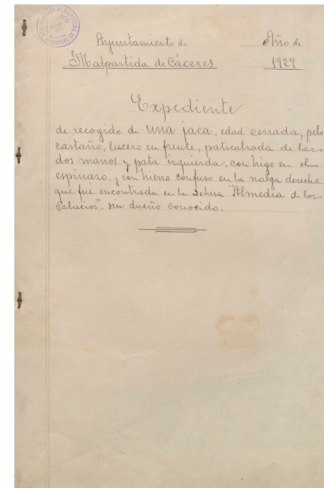 Ayuntamiento de Año de
Malpartida de Cáceres 1929
Expediente
de recogido de una jaca, edad cerrada, pelo
castaño, lucero en frente, paticalzada de las
dos manos y pata izquierda, con higo en el
espinazo, y con hierro confuso en la nalga derecha
que fue encontrada en la Dehesa "Almedia de los
Palacios", sin dueño conocido.